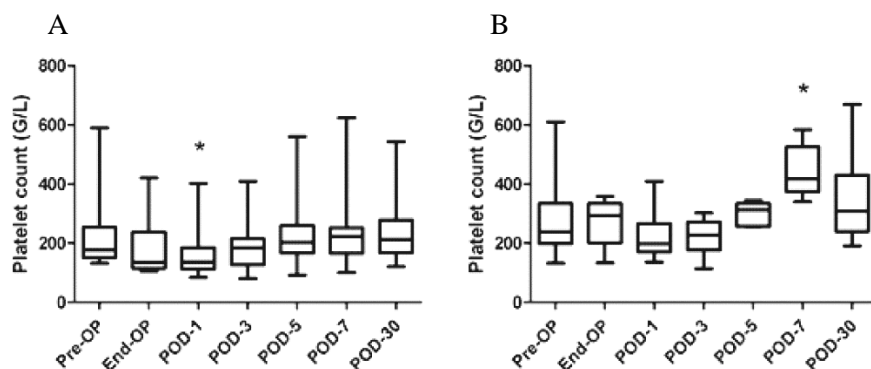 A
Platelet count (G/L)
800
600
400
200
0
*
Pre-OP
End-OP
POD-1
POD-3
POD-5
POD-7
POD-30
B
Platelet count (G/L)
800
600
400
200
0
*
Pre-OP
End-OP
POD-1
POD-3
POD-5
POD-7
POD-30